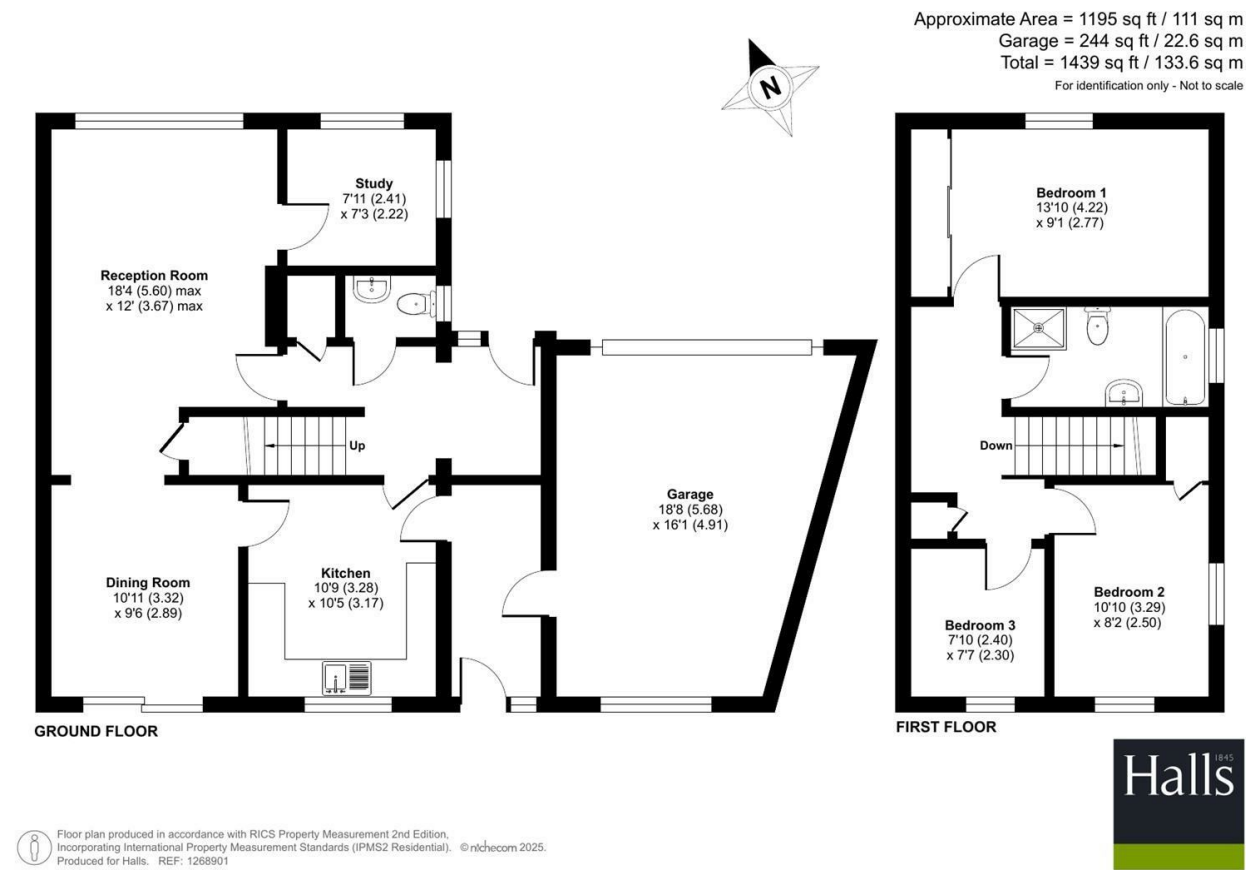 Approximate Area = 1195 sq ft / 111 sq m
Garage = 244 sq ft / 22.6 sq m
Total = 1439 sq ft / 133.6 sq m
For identification only - Not to scale
N
Study
7'11 (2.41)
x 7'3 (2.22)
Reception Room
18'4 (5.60) max
x 12' (3.67) max
Up
Dining Room
10'11 (3.32)
x 9'6 (2.89)
Kitchen
10'9 (3.28)
x 10'5 (3.17)
Garage
18'8 (5.68)
x 16'1 (4.91)
GROUND FLOOR
Bedroom 1
13'10 (4.22)
x 9'1 (2.77)
Down
Bedroom 2
10'10 (3.29)
x 8'2 (2.50)
Bedroom 3
7'10 (2.40)
x 7'7 (2.30)
FIRST FLOOR
Halls 1845
Floor plan produced in accordance with RICS Property Measurement 2nd Edition,
Incorporating International Property Measurement Standards (IPMS2 Residential). © nichecom 2025.
Produced for Halls. REF: 1268901